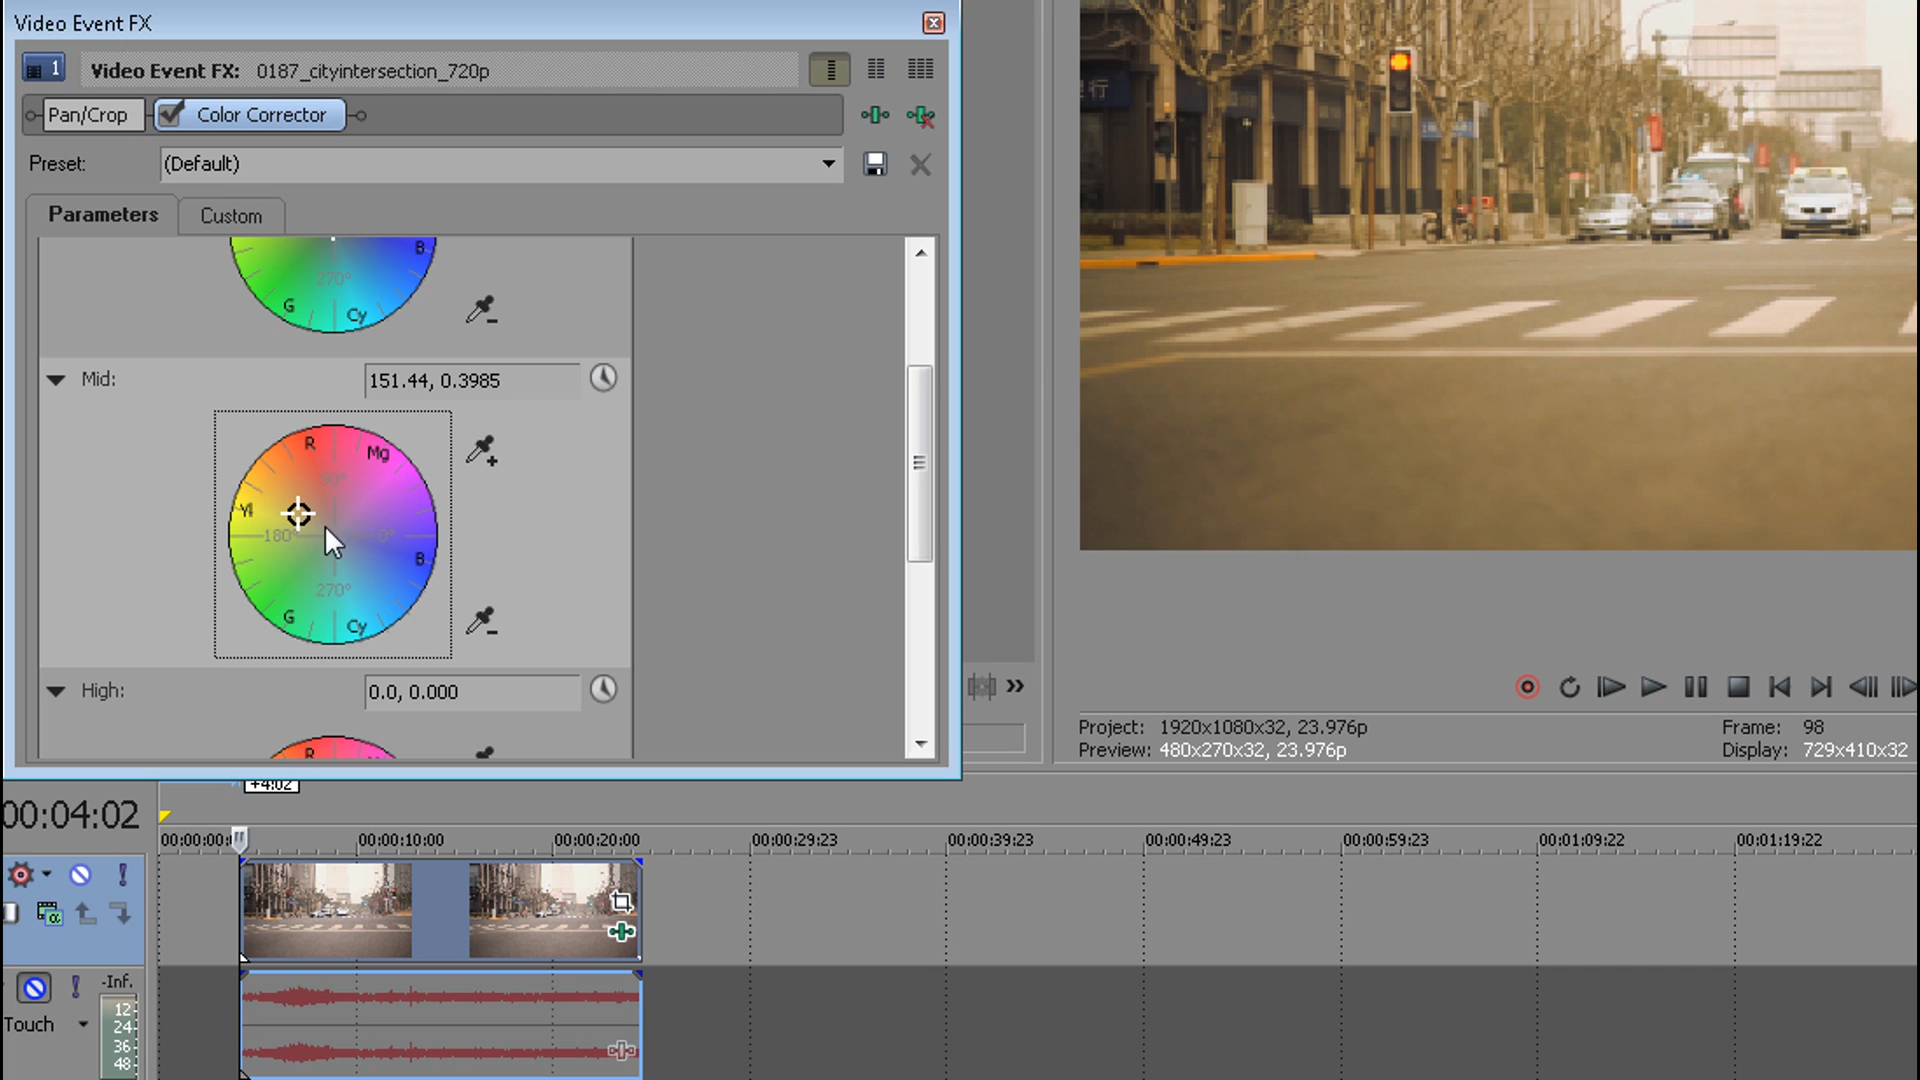 Video Event FX
1
Video Event FX: 0187_cityintersection_720p
Pan/Crop
Color Corrector
Preset:
(Default)
Parameters
Custom
B
270°
G
Cy
Mid:
151.44, 0.3985
R
Mg
90°
Yl
180°
0°
B
270°
G
Cy
High:
0.0, 0.000
R
Project: 1920x1080x32, 23.976p
Frame: 98
Preview: 480x270x32, 23.976p
Display: 729x410x32
+4:02
00:04:02
00:00:00:
00:00:10:00
00:00:20:00
00:00:29:23
00:00:39:23
00:00:49:23
00:00:59:23
00:01:09:22
00:01:19:22
-Inf.
12
24
36
48
Touch